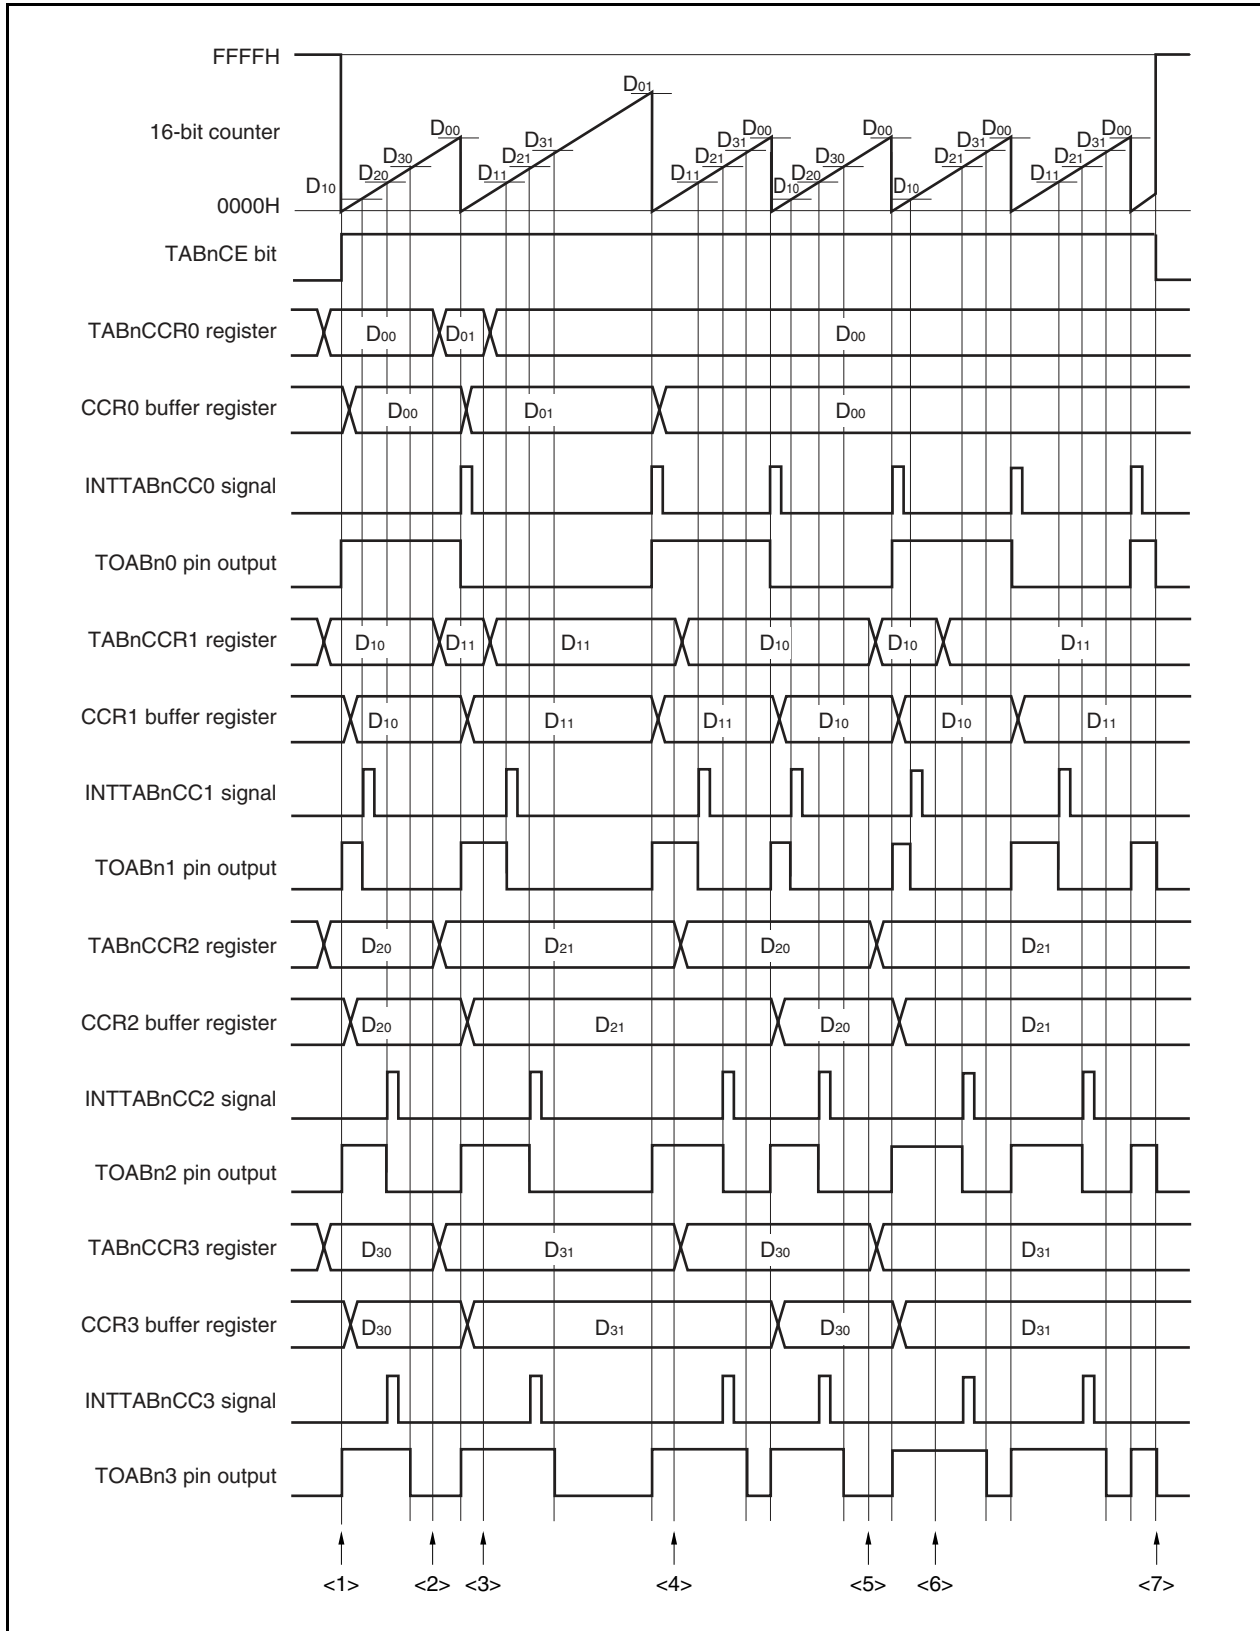 FFFFH
D01
16-bit counter
D00 D00 D00 D00 D00
D30 D31 D31 D30 D31 D31
D20 D21 D21 D21 D21
D10 D11 D11 D10 D20 D10 D11
0000H
TABnCE bit
TABnCCR0 register D00 D01 D00
CCR0 buffer register D00 D01 D00
INTTABnCC0 signal
TOABn0 pin output
TABnCCR1 register D10 D11 D11 D10 D10 D11
CCR1 buffer register D10 D11 D11 D10 D10 D11
INTTABnCC1 signal
TOABn1 pin output
TABnCCR2 register D20 D21 D20 D21
CCR2 buffer register D20 D21 D20 D21
INTTABnCC2 signal
TOABn2 pin output
TABnCCR3 register D30 D31 D30 D31
CCR3 buffer register D30 D31 D30 D31
INTTABnCC3 signal
TOABn3 pin output
<1> <2> <3> <4> <5> <6> <7>